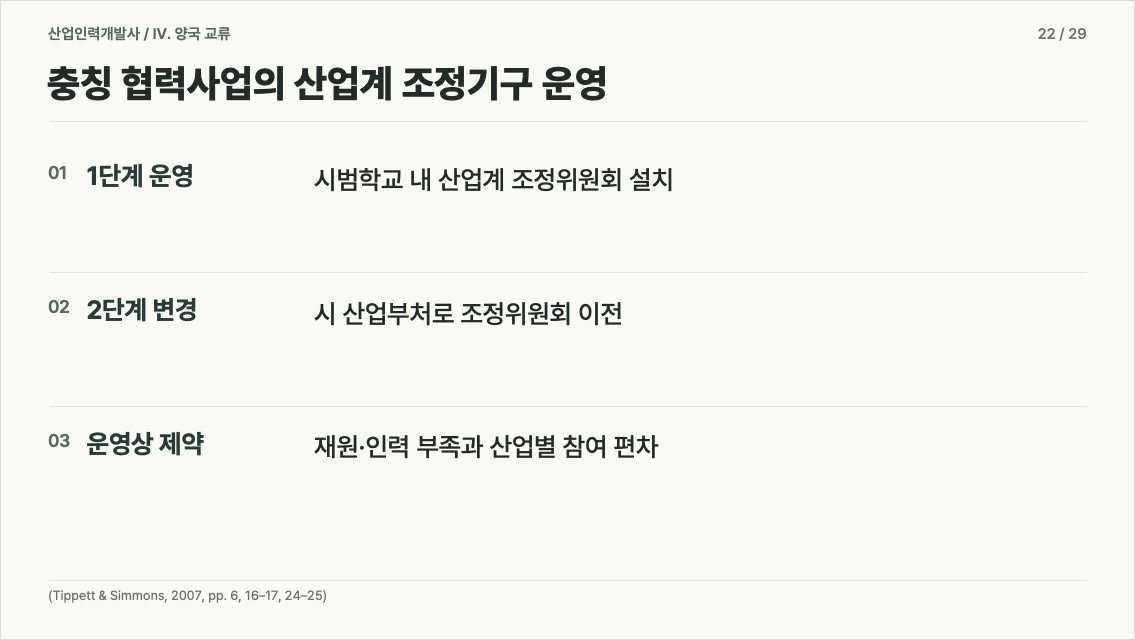 산업인력개발사 / IV. 양국 교류
22 / 29
충칭 협력사업의 산업계 조정기구 운영
01 1단계 운영 시범학교 내 산업계 조정위원회 설치
02 2단계 변경 시 산업부처로 조정위원회 이전
03 운영상 제약 재원·인력 부족과 산업별 참여 편차
(Tippett & Simmons, 2007, pp. 6, 16–17, 24–25)